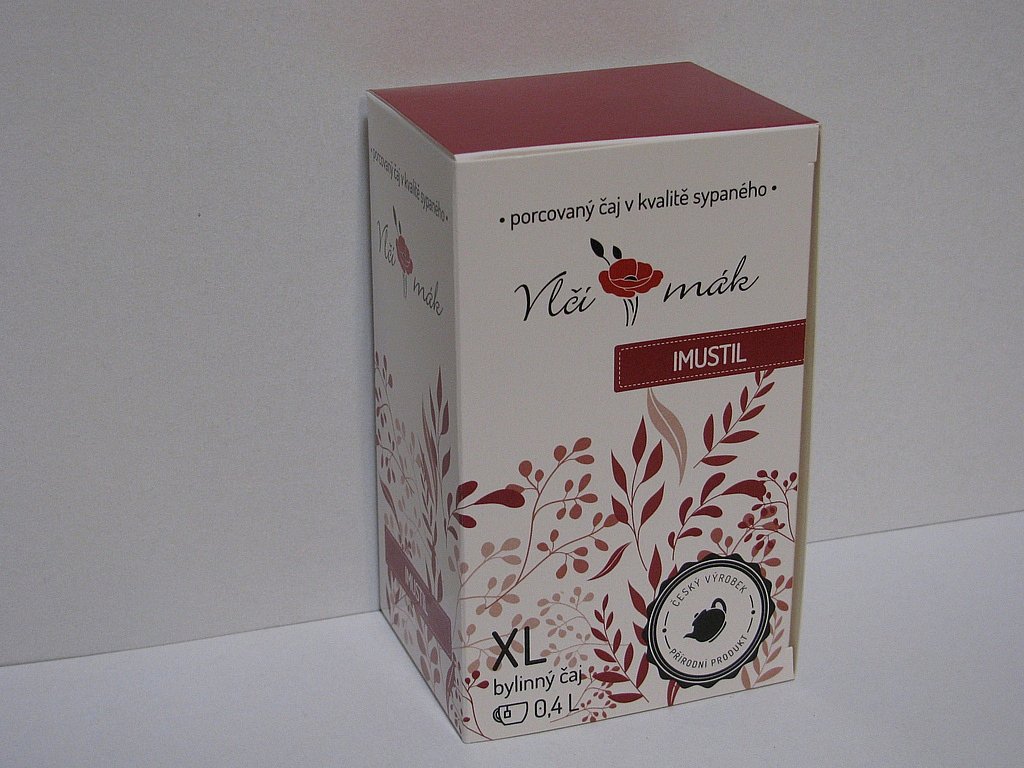 • porcovaný čaj v kvalitě sypaného •
Vlčí mák
IMUSTIL
XL
bylinný čaj
0,4 L
ČESKÝ VÝROBEK
PŘÍRODNÍ PRODUKT
• porcovaný čaj v kvalitě sypaného •
Vlčí mák
IMUSTIL